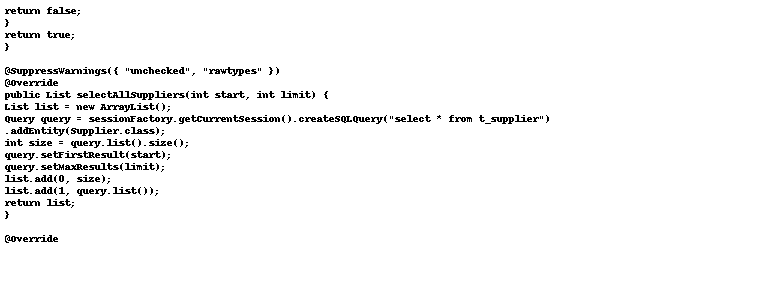 return false;
}
return true;
}
@SuppressWarnings({ "unchecked", "rawtypes" })
@Override
public List selectAllSuppliers(int start, int limit) {
List list = new ArrayList();
Query query = sessionFactory.getCurrentSession().createSQLQuery("select * from t_supplier")
.addEntity(Supplier.class);
int size = query.list().size();
query.setFirstResult(start);
query.setMaxResults(limit);
list.add(0, size);
list.add(1, query.list());
return list;
}
@Override